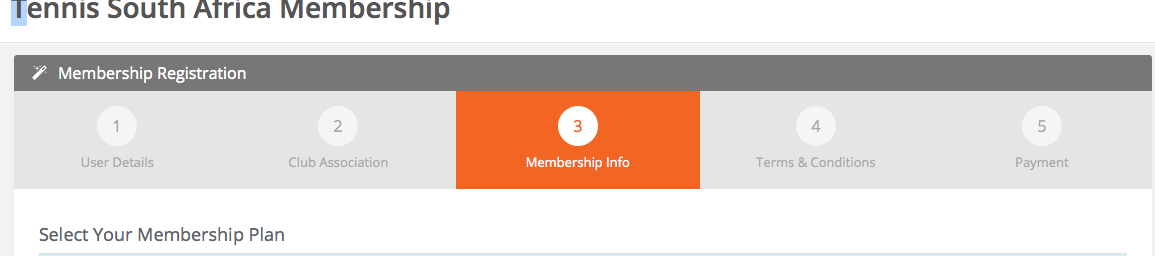 Tennis South Africa Membership
Membership Registration
1 2 3 4 5
User Details Club Association Membership Info Terms & Conditions Payment
Select Your Membership Plan